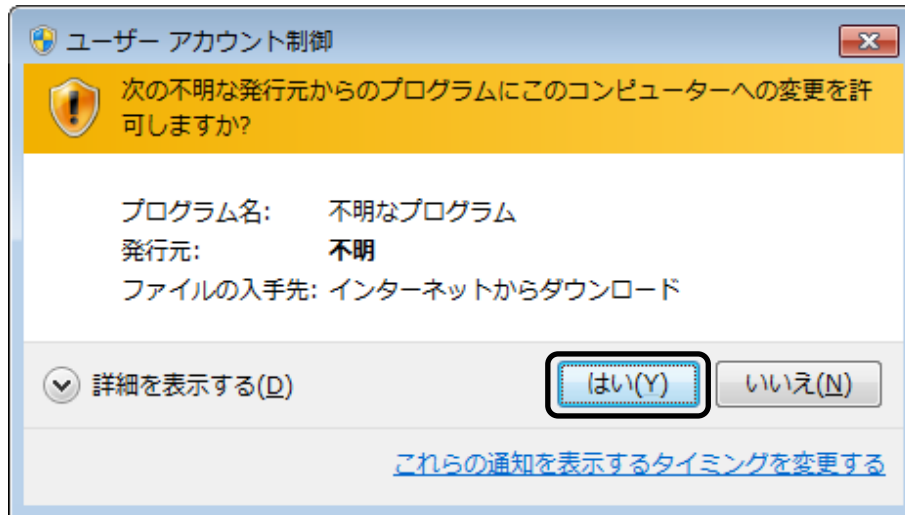 ユーザー アカウント制御
次の不明な発行元からのプログラムにこのコンピューターへの変更を許
可しますか?
プログラム名: 不明なプログラム
発行元: 不明
ファイルの入手先: インターネットからダウンロード
詳細を表示する(D) はい(Y) いいえ(N)
これらの通知を表示するタイミングを変更する